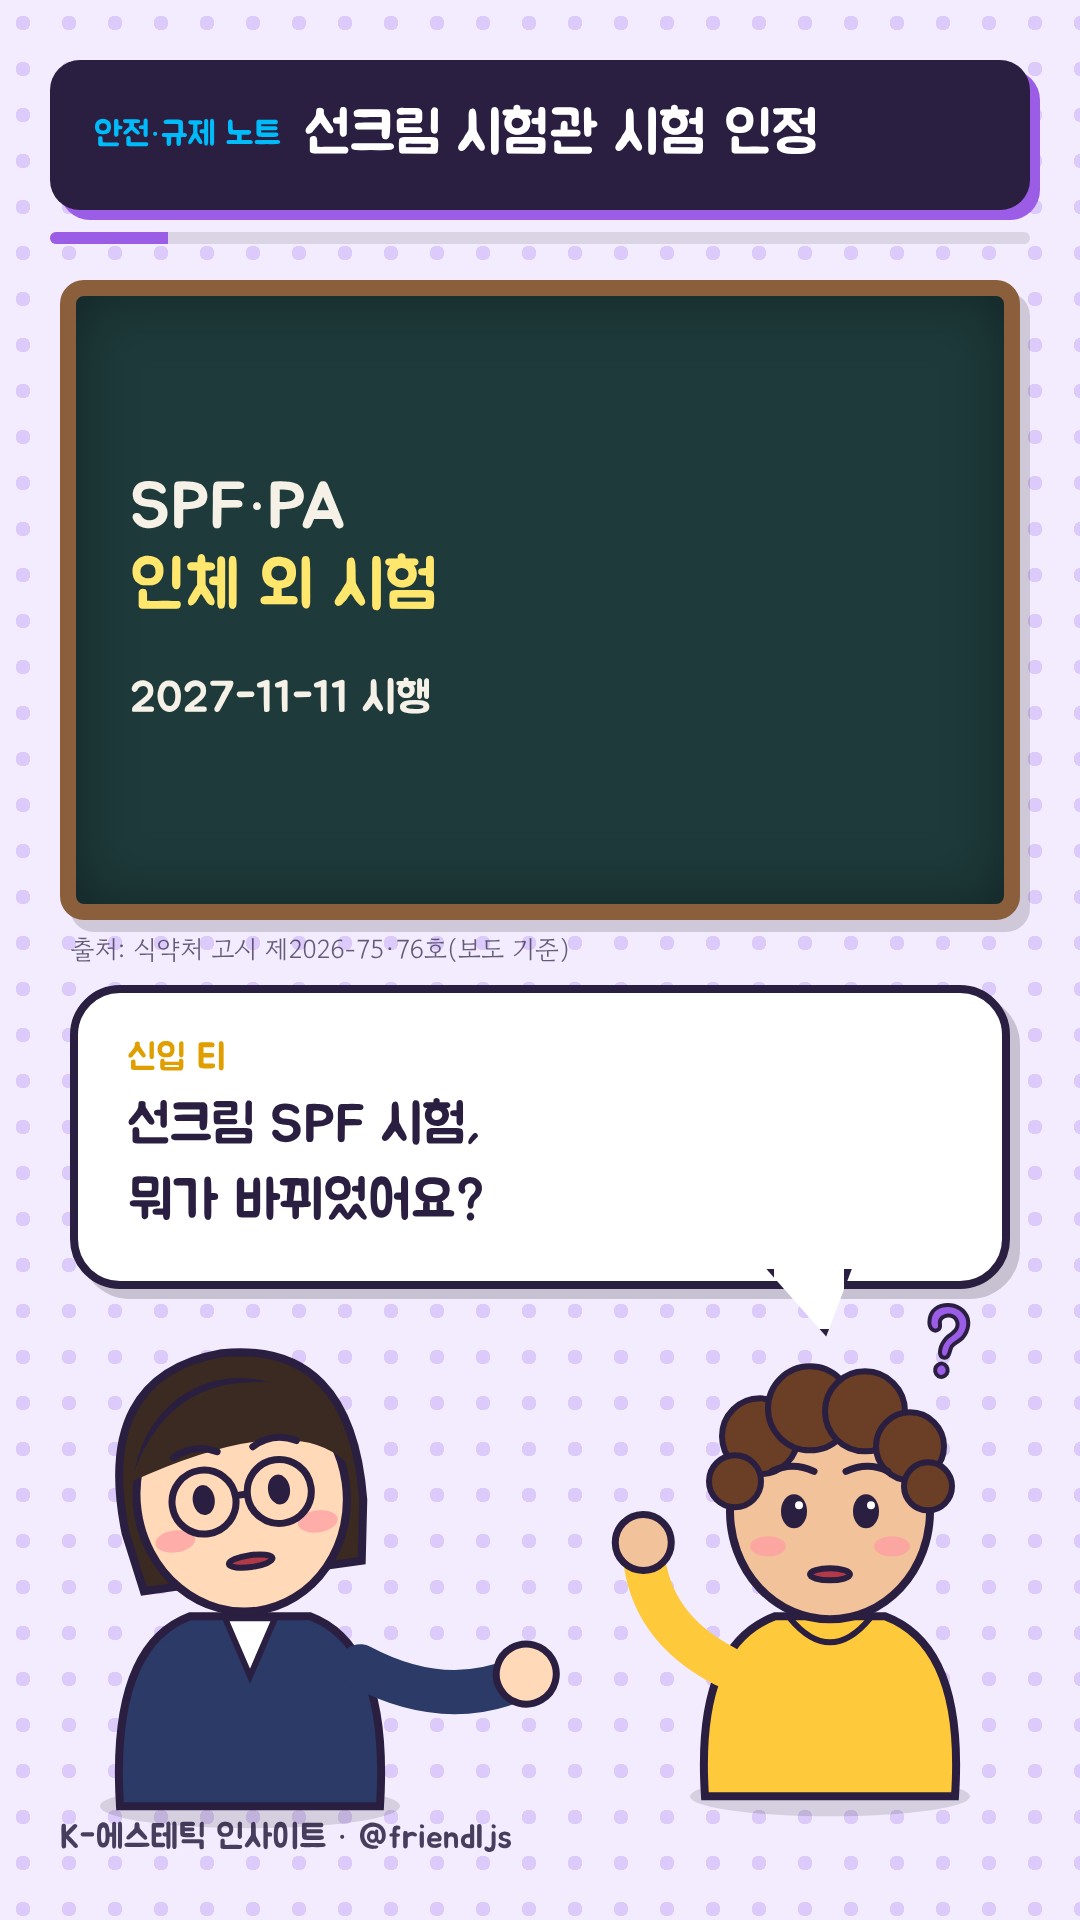 안전·규제 노트 선크림 시험관 시험 인정
SPF·PA
인체 외 시험
2027-11-11 시행
출처: 식약처 고시 제2026-75·76호(보도 기준)
신입 티
선크림 SPF 시험,
뭐가 바뀌었어요?
?
K-에스테틱 인사이트 · @friendljs